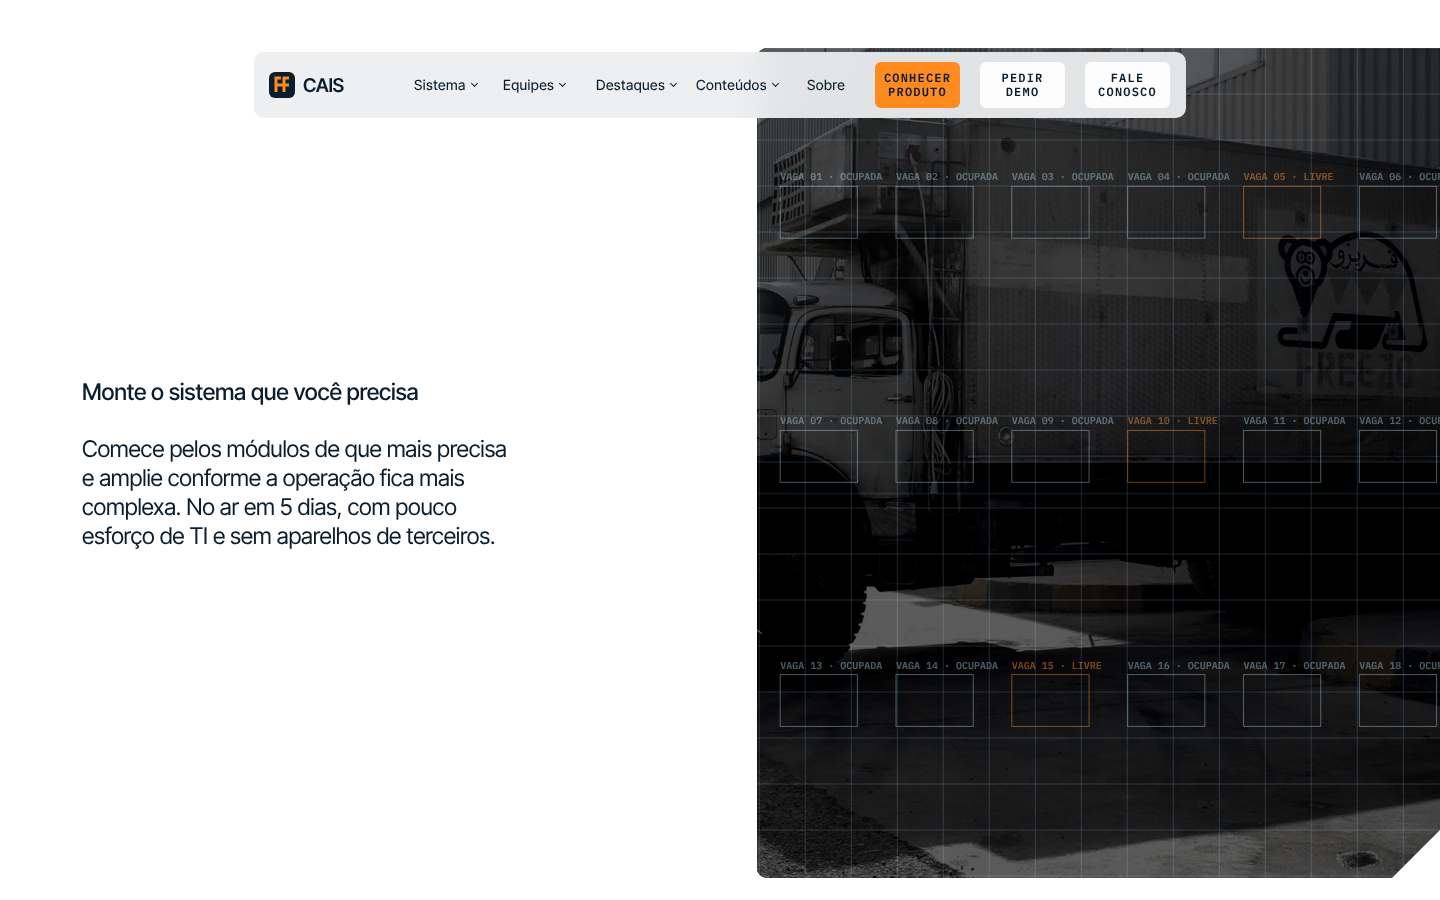 CAIS
Sistema
Equipes
Destaques
Conteúdos
Sobre
CONHECER
PRODUTO
PEDIR
DEMO
FALE
CONOSCO
Monte o sistema que você precisa
Comece pelos módulos de que mais precisa
e amplie conforme a operação fica mais
complexa. No ar em 5 dias, com pouco
esforço de TI e sem aparelhos de terceiros.
VAGA 01 · OCUPADA
VAGA 02 · OCUPADA
VAGA 03 · OCUPADA
VAGA 04 · OCUPADA
VAGA 05 · LIVRE
VAGA 06 · OCU
فريزو
FREEZO
VAGA 07 · OCUPADA
VAGA 08 · OCUPADA
VAGA 09 · OCUPADA
VAGA 10 · LIVRE
VAGA 11 · OCUPADA
VAGA 12 · OCU
VAGA 13 · OCUPADA
VAGA 14 · OCUPADA
VAGA 15 · LIVRE
VAGA 16 · OCUPADA
VAGA 17 · OCUPADA
VAGA 18 · OCU